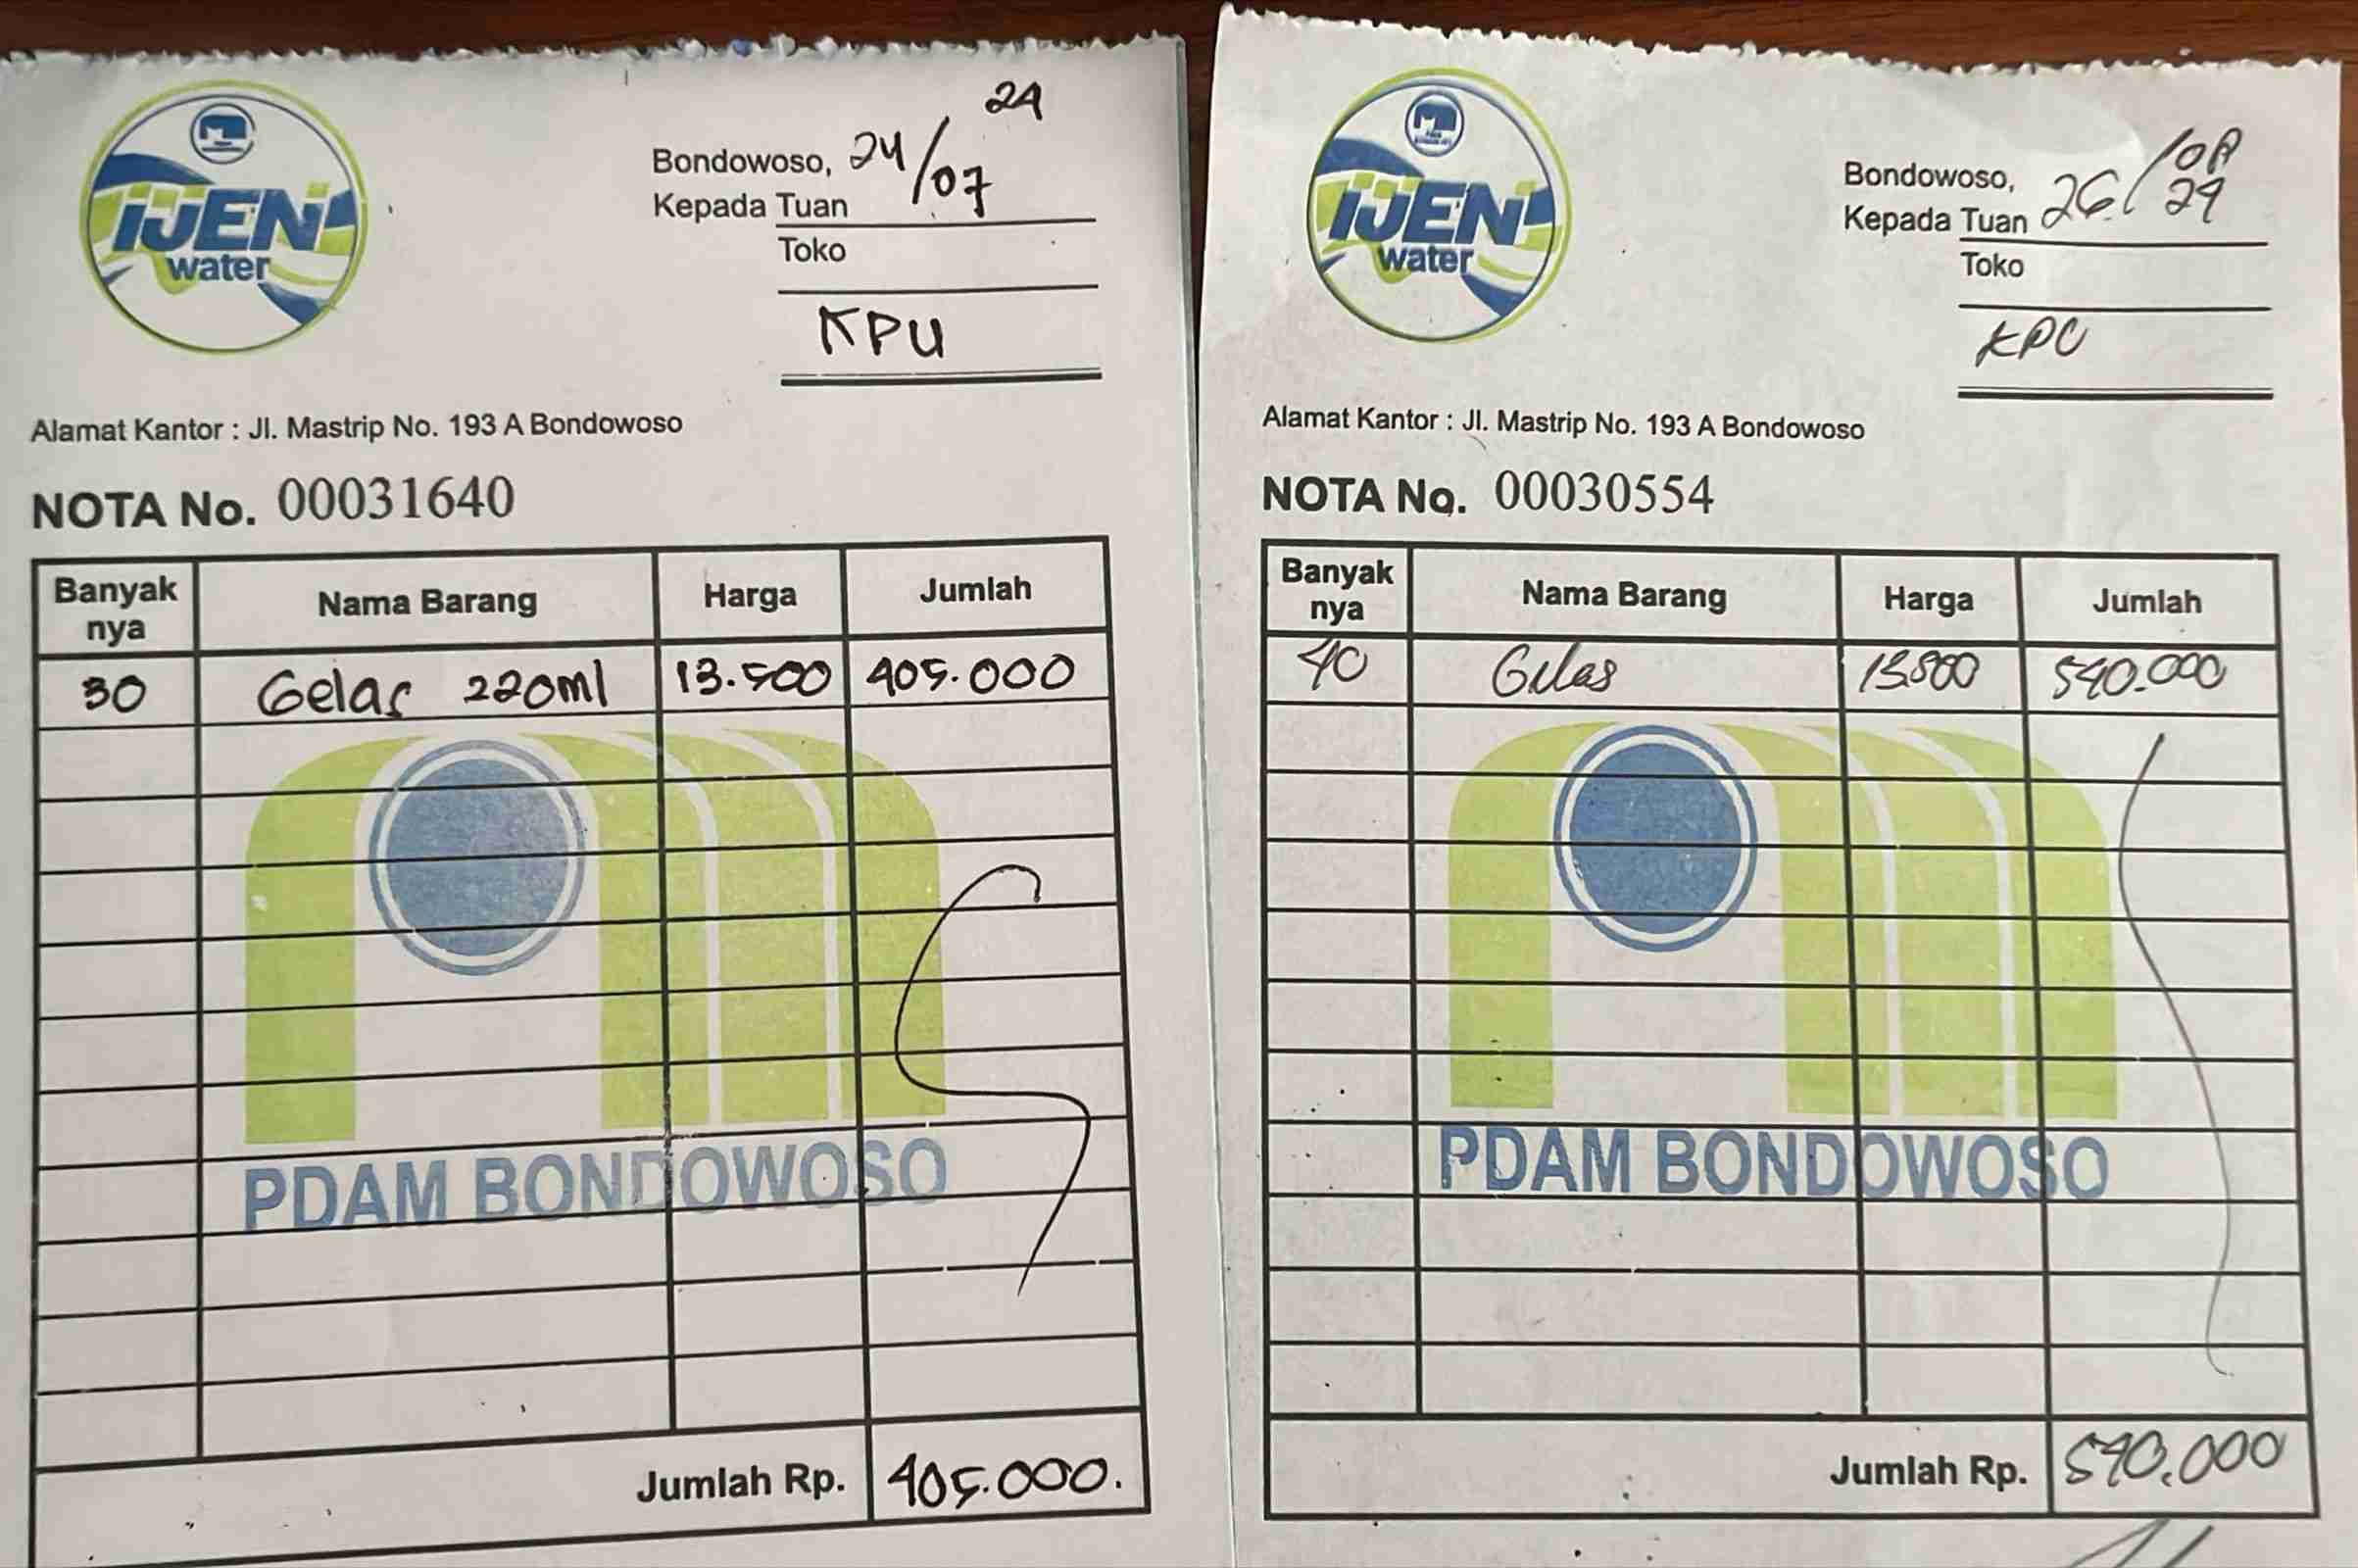 IJEN
water
24
Bondowoso, 24/07
Kepada Tuan
Toko
KPU
Alamat Kantor : Jl. Mastrip No. 193 A Bondowoso
NOTA No. 00031640
Banyak nya Nama Barang Harga Jumlah
30 Gelas 220ml 13.500 405.000
PDAM BONDOWOSO
Jumlah Rp. 405.000.
IJEN
water
Bondowoso, 26/08
Kepada Tuan 24
Toko
KPU
Alamat Kantor : Jl. Mastrip No. 193 A Bondowoso
NOTA No. 00030554
Banyak nya Nama Barang Harga Jumlah
40 Gelas 13.500 540.000
PDAM BONDOWOSO
Jumlah Rp. 540.000